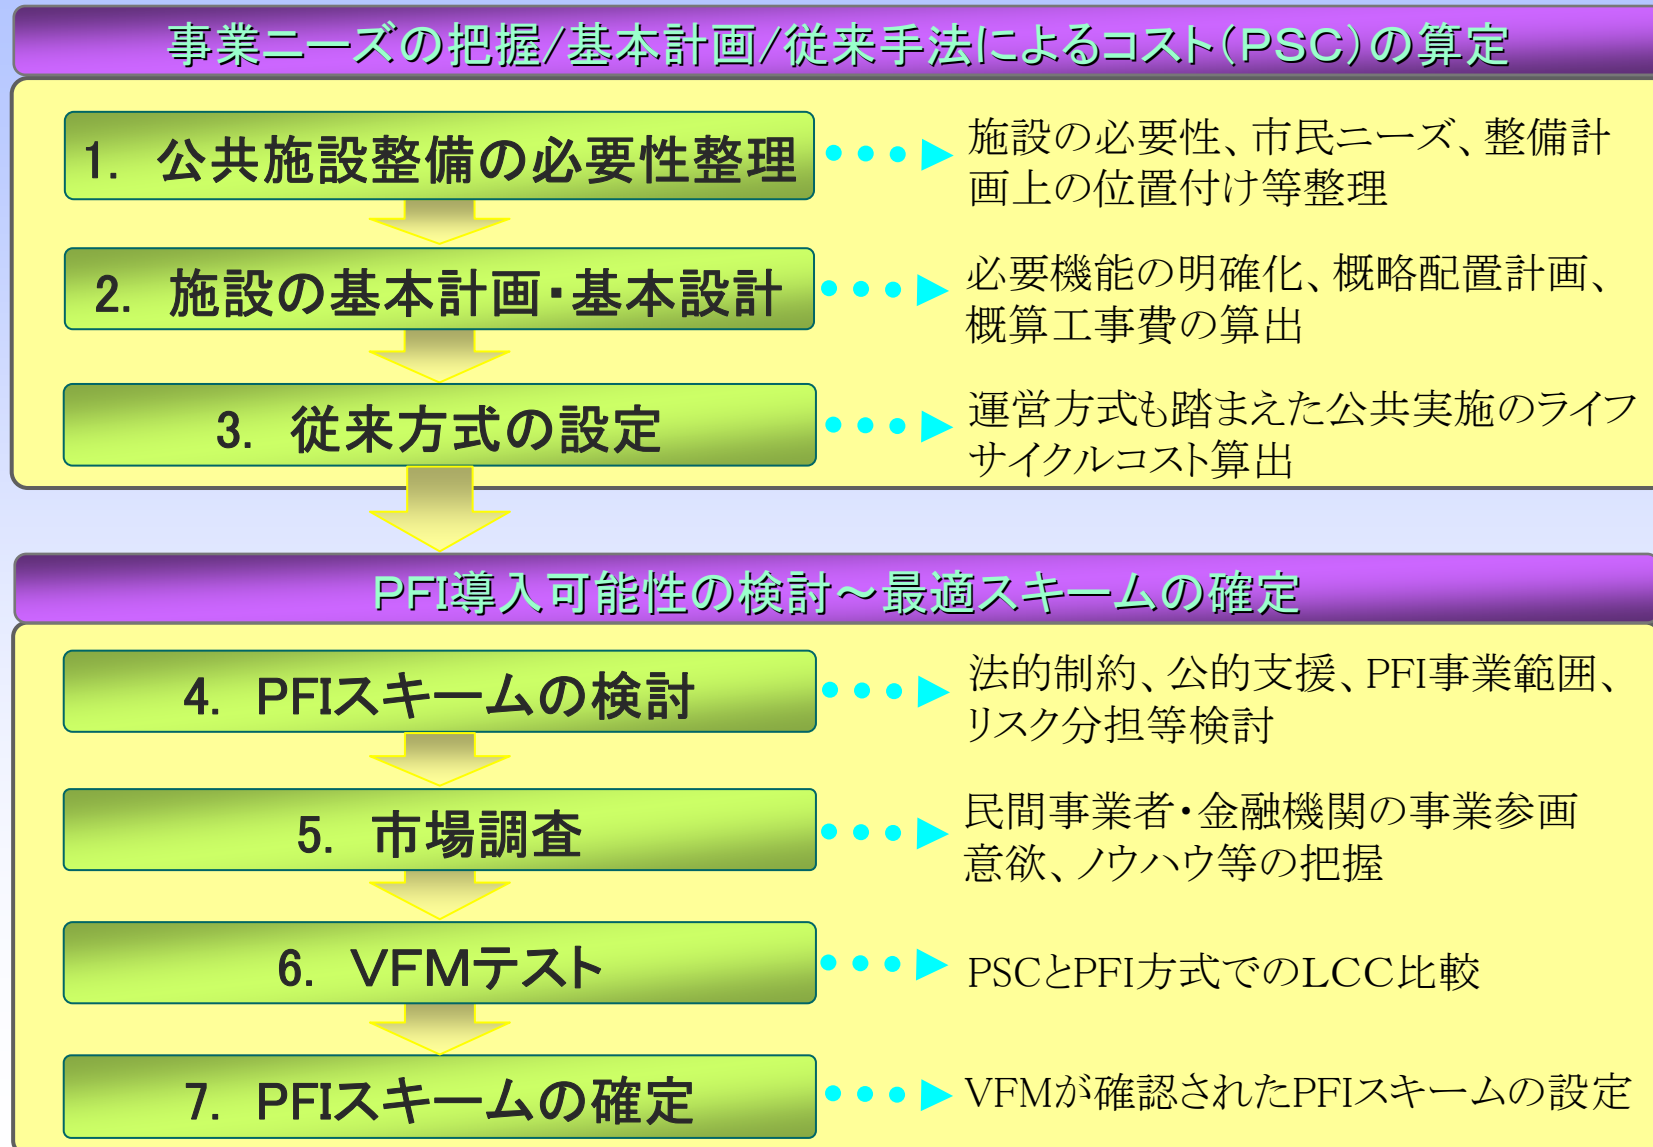 事業ニーズの把握/基本計画/従来手法によるコスト(PSC)の算定
1. 公共施設整備の必要性整理
施設の必要性、市民ニーズ、整備計
画上の位置付け等整理
2. 施設の基本計画・基本設計
必要機能の明確化、概略配置計画、
概算工事費の算出
3. 従来方式の設定
運営方式も踏まえた公共実施のライフ
サイクルコスト算出
PFI導入可能性の検討～最適スキームの確定
4. PFIスキームの検討
法的制約、公的支援、PFI事業範囲、
リスク分担等検討
5. 市場調査
民間事業者・金融機関の事業参画
意欲、ノウハウ等の把握
6. VFMテスト
PSCとPFI方式でのLCC比較
7. PFIスキームの確定
VFMが確認されたPFIスキームの設定